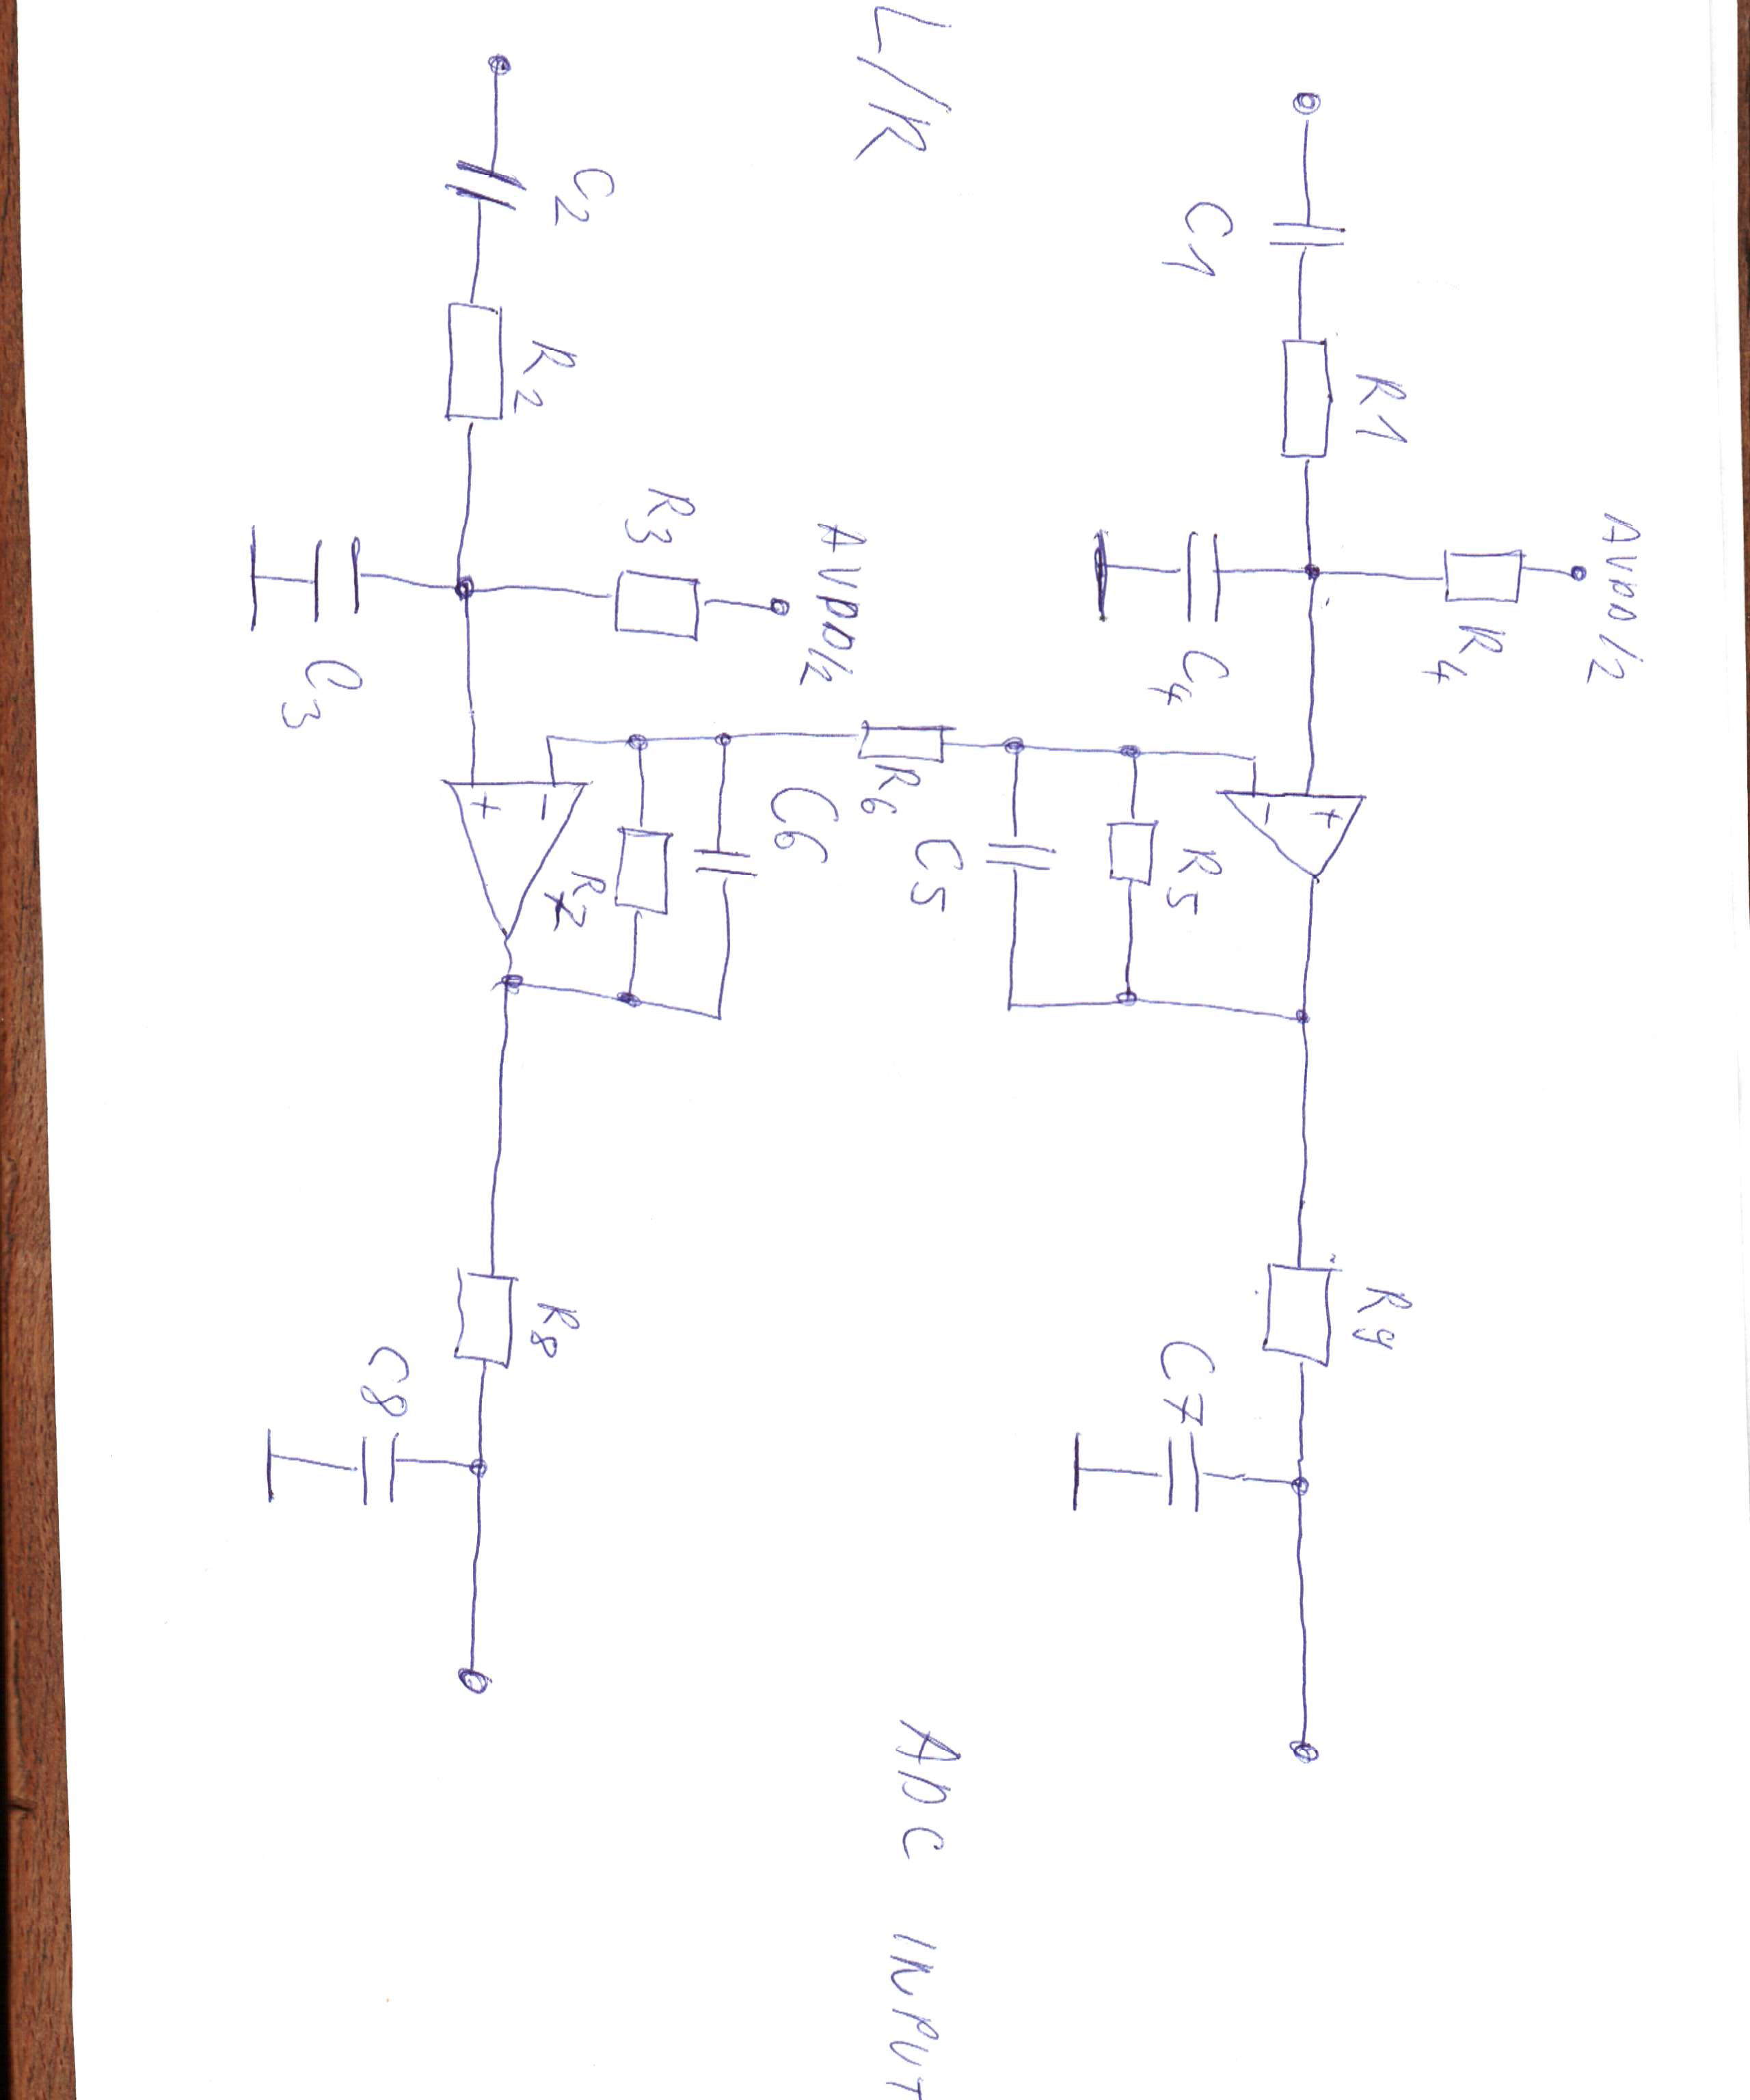 AVDD/2
R1
R4
C1
C4
+
−
R5
R9
C7
C5
L/R
R6
ADC INPUT
AVDD/2
C6
R3
C2
R2
−
+
R7
R8
C3
C8